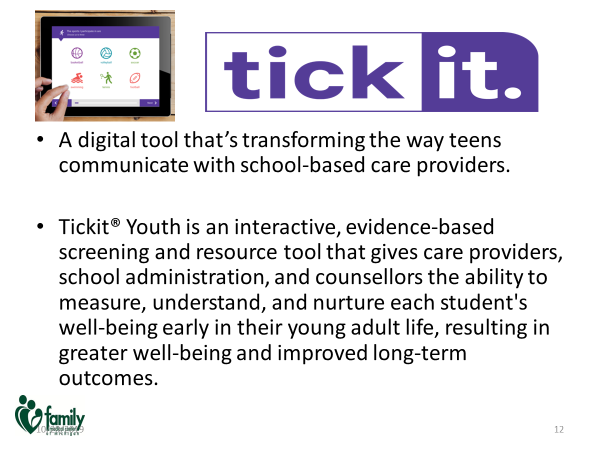 tick it.
• A digital tool that's transforming the way teens
communicate with school-based care providers.
• Tickit® Youth is an interactive, evidence-based
screening and resource tool that gives care providers,
school administration, and counsellors the ability to
measure, understand, and nurture each student's
well-being early in their young adult life, resulting in
greater well-being and improved long-term
outcomes.
family
12